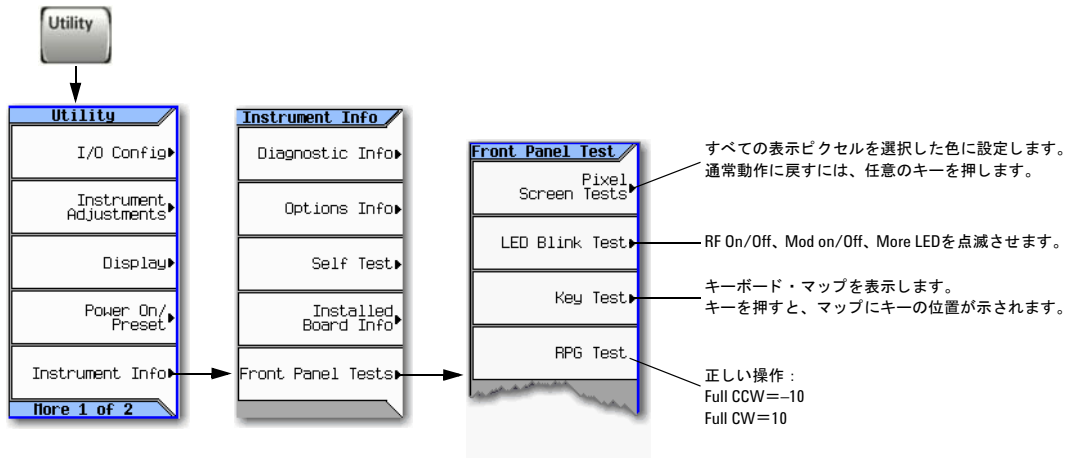 Utility
Utility
I/O Config
Instrument
Adjustments
Display
Power On/
Preset
Instrument Info
More 1 of 2
Instrument Info
Diagnostic Info
Options Info
Self Test
Installed
Board Info
Front Panel Tests
Front Panel Test
Pixel
Screen Tests
LED Blink Test
Key Test
RPG Test
すべての表示ピクセルを選択した色に設定します。
通常動作に戻すには、任意のキーを押します。
RF On/Off、Mod on/Off、More LEDを点滅させます。
キーボード・マップを表示します。
キーを押すと、マップにキーの位置が示されます。
正しい操作：
Full CCW＝–10
Full CW＝10